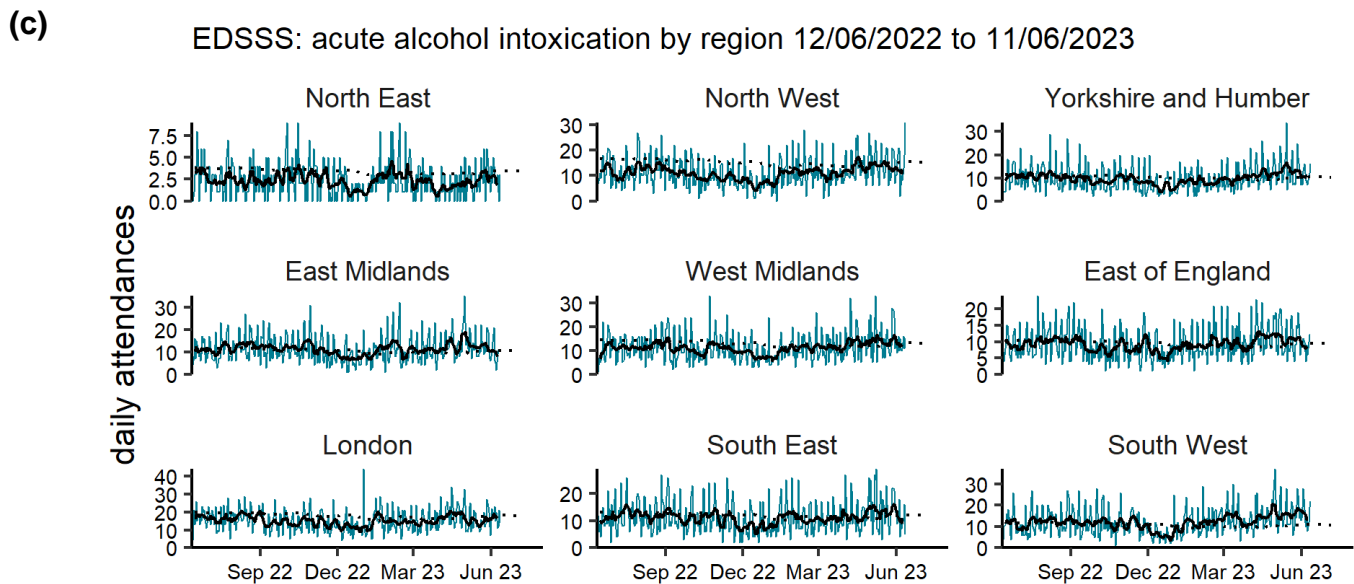 (c)
EDSSS: acute alcohol intoxication by region 12/06/2022 to 11/06/2023
daily attendances
North East
7.5
5.0
2.5
0.0
North West
30
20
10
0
Yorkshire and Humber
30
20
10
0
East Midlands
30
20
10
0
West Midlands
30
20
10
0
East of England
20
15
10
5
0
London
40
30
20
10
0
South East
20
10
0
South West
30
20
10
0
Sep 22 Dec 22 Mar 23 Jun 23
Sep 22 Dec 22 Mar 23 Jun 23
Sep 22 Dec 22 Mar 23 Jun 23